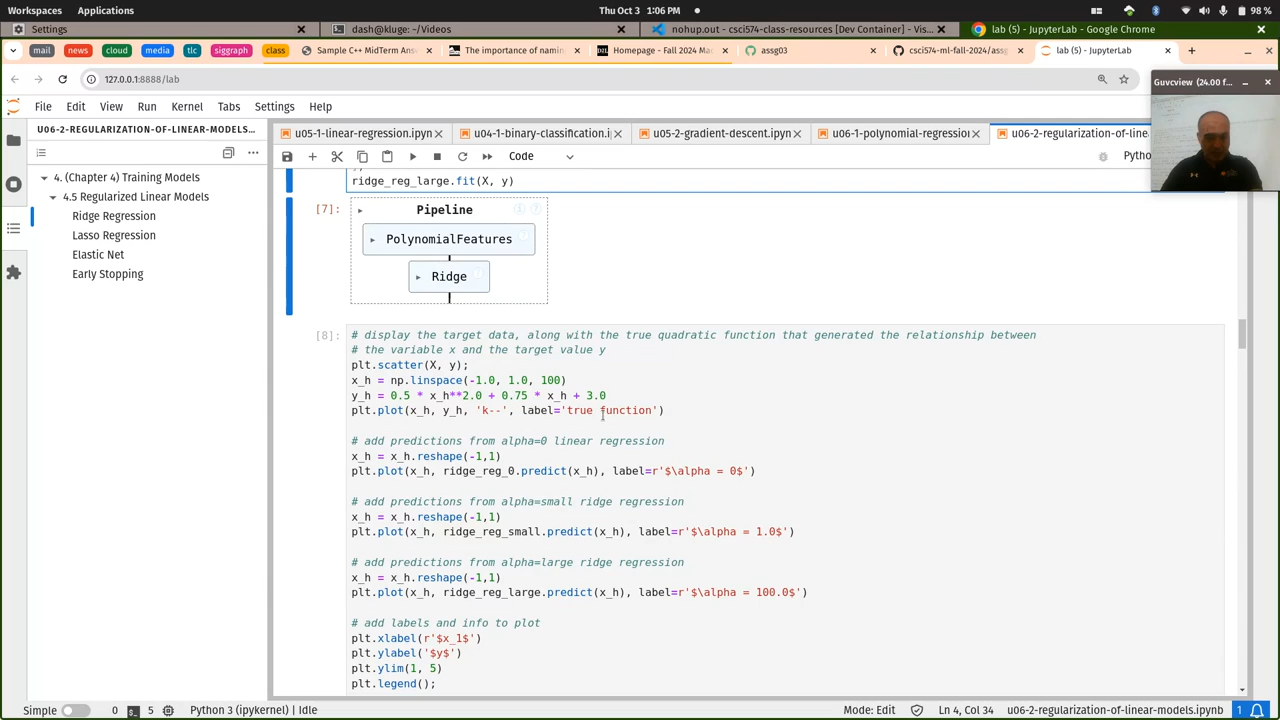 Workspaces Applications Thu Oct 3 1:06 PM 98 %
Settings dash@kluge: ~/Videos nohup.out - csci574-class-resources [Dev Container] - Vis... lab (5) - JupyterLab - Google Chrome
mail news cloud media tlc siggraph class Sample C++ MidTerm Ans The importance of namin Homepage - Fall 2024 Mac assg03 csci574-ml-fall-2024/assg lab (5) - JupyterLab
127.0.0.1:8888/lab
Guvcview (24.00 f...
File Edit View Run Kernel Tabs Settings Help
U06-2-REGULARIZATION-OF-LINEAR-MODELS...
u05-1-linear-regression.ipynb u04-1-binary-classification.i u05-2-gradient-descent.ipynb u06-1-polynomial-regression u06-2-regularization-of-linea
Code Python
4. (Chapter 4) Training Models
4.5 Regularized Linear Models
Ridge Regression
Lasso Regression
Elastic Net
Early Stopping
ridge_reg_large.fit(X, y)
[7]: Pipeline
PolynomialFeatures
Ridge
[8]: # display the target data, along with the true quadratic function that generated the relationship between
# the variable x and the target value y
plt.scatter(X, y);
x_h = np.linspace(-1.0, 1.0, 100)
y_h = 0.5 * x_h**2.0 + 0.75 * x_h + 3.0
plt.plot(x_h, y_h, 'k--', label='true function')
# add predictions from alpha=0 linear regression
x_h = x_h.reshape(-1,1)
plt.plot(x_h, ridge_reg_0.predict(x_h), label=r'$\alpha = 0$')
# add predictions from alpha=small ridge regression
x_h = x_h.reshape(-1,1)
plt.plot(x_h, ridge_reg_small.predict(x_h), label=r'$\alpha = 1.0$')
# add predictions from alpha=large ridge regression
x_h = x_h.reshape(-1,1)
plt.plot(x_h, ridge_reg_large.predict(x_h), label=r'$\alpha = 100.0$')
# add labels and info to plot
plt.xlabel(r'$x_1$')
plt.ylabel('$y$')
plt.ylim(1, 5)
plt.legend();
Simple 0 5 Python 3 (ipykernel) | Idle Mode: Edit Ln 4, Col 34 u06-2-regularization-of-linear-models.ipynb 1